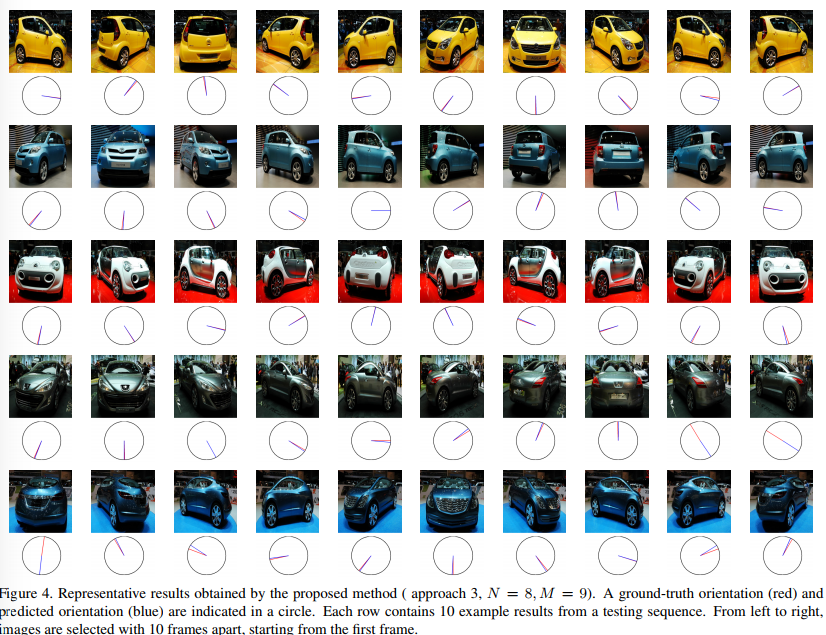 Figure 4. Representative results obtained by the proposed method ( approach 3, N = 8, M = 9). A ground-truth orientation (red) and
predicted orientation (blue) are indicated in a circle. Each row contains 10 example results from a testing sequence. From left to right,
images are selected with 10 frames apart, starting from the first frame.